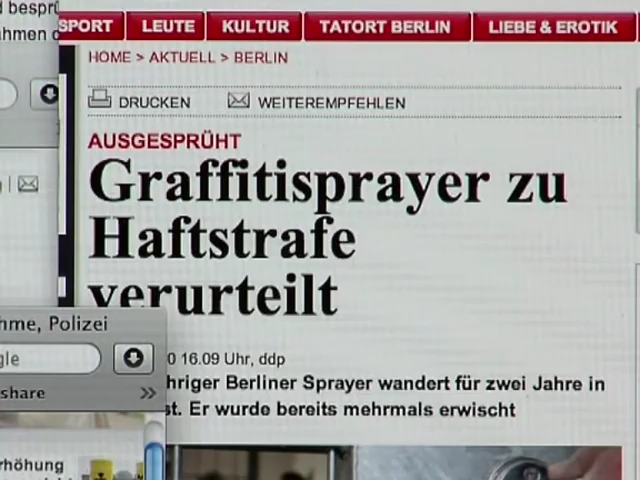 SPORT LEUTE KULTUR TATORT BERLIN LIEBE & EROTIK
HOME > AKTUELL > BERLIN
DRUCKEN WEITEREMPFEHLEN
AUSGESPRÜHT
Graffitisprayer zu
Haftstrafe
verurteilt
hme, Polizei
0 16.09 Uhr, ddp
gle
hriger Berliner Sprayer wandert für zwei Jahre in
share
st. Er wurde bereits mehrmals erwischt
rhöhung